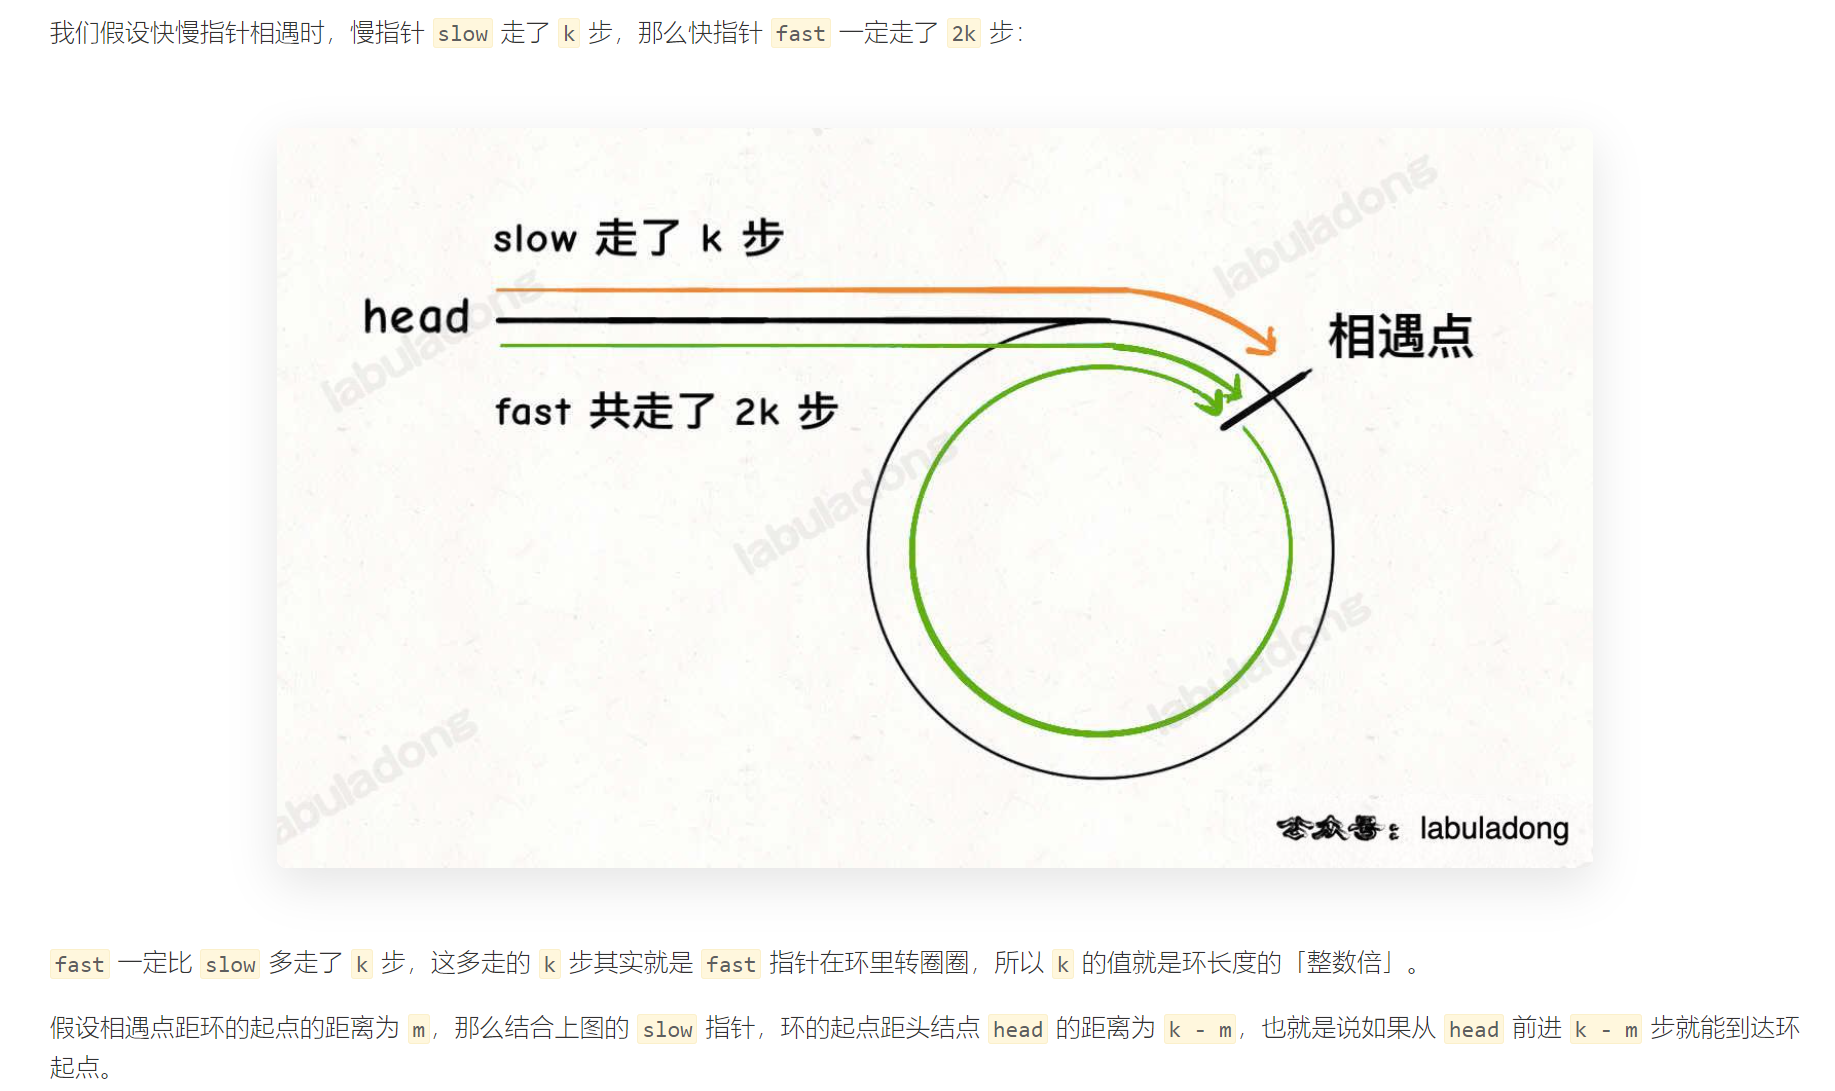 我们假设快慢指针相遇时，慢指针 slow 走了 k 步，那么快指针 fast 一定走了 2k 步：
labuladong
slow 走了 k 步
labuladong
head
相遇点
fast 共走了 2k 步
labuladong
labuladong
labuladong
公众号：labuladong
fast 一定比 slow 多走了 k 步，这多走的 k 步其实就是 fast 指针在环里转圈圈，所以 k 的值就是环长度的「整数倍」。
假设相遇点距环的起点的距离为 m，那么结合上图的 slow 指针，环的起点距头结点 head 的距离为 k - m，也就是说如果从 head 前进 k - m 步就能到达环
起点。